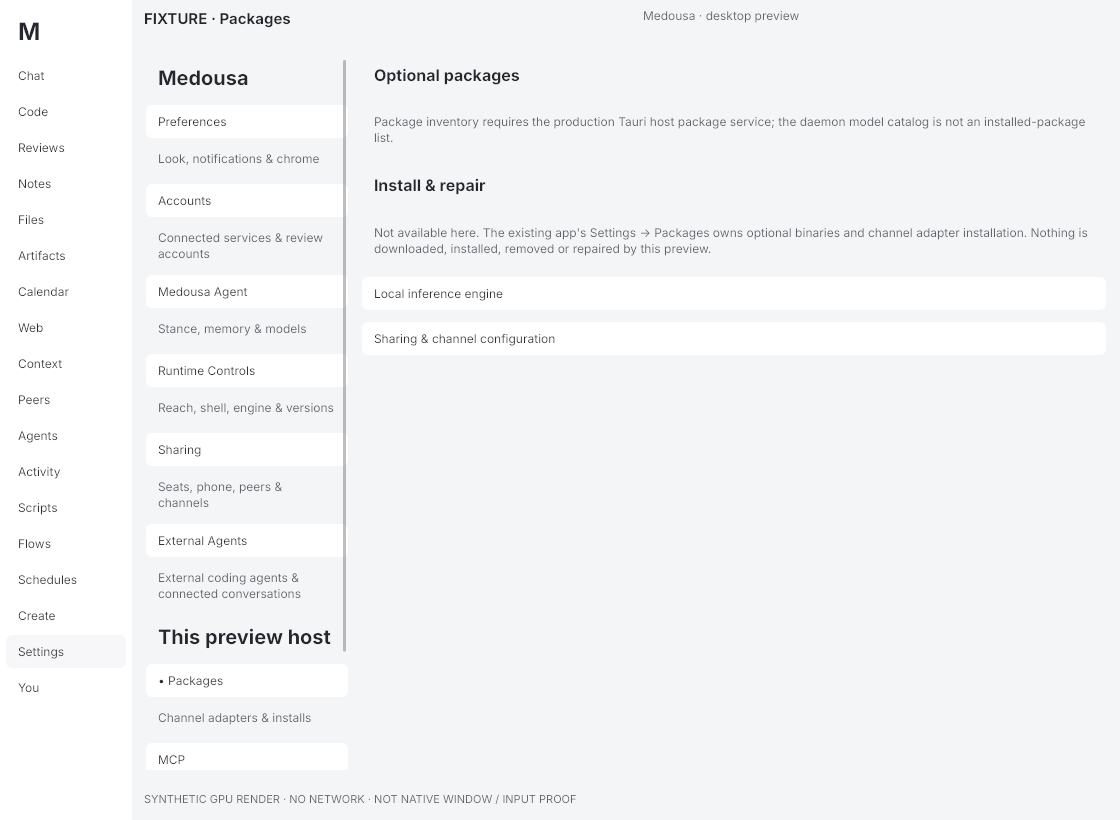 M
Chat
Code
Reviews
Notes
Files
Artifacts
Calendar
Web
Context
Peers
Agents
Activity
Scripts
Flows
Schedules
Create
Settings
You
FIXTURE · Packages
Medousa · desktop preview
Medousa
Preferences
Look, notifications & chrome
Accounts
Connected services & review
accounts
Medousa Agent
Stance, memory & models
Runtime Controls
Reach, shell, engine & versions
Sharing
Seats, phone, peers &
channels
External Agents
External coding agents &
connected conversations
This preview host
• Packages
Channel adapters & installs
MCP
Optional packages
Package inventory requires the production Tauri host package service; the daemon model catalog is not an installed-package
list.
Install & repair
Not available here. The existing app's Settings → Packages owns optional binaries and channel adapter installation. Nothing is
downloaded, installed, removed or repaired by this preview.
Local inference engine
Sharing & channel configuration
SYNTHETIC GPU RENDER · NO NETWORK · NOT NATIVE WINDOW / INPUT PROOF